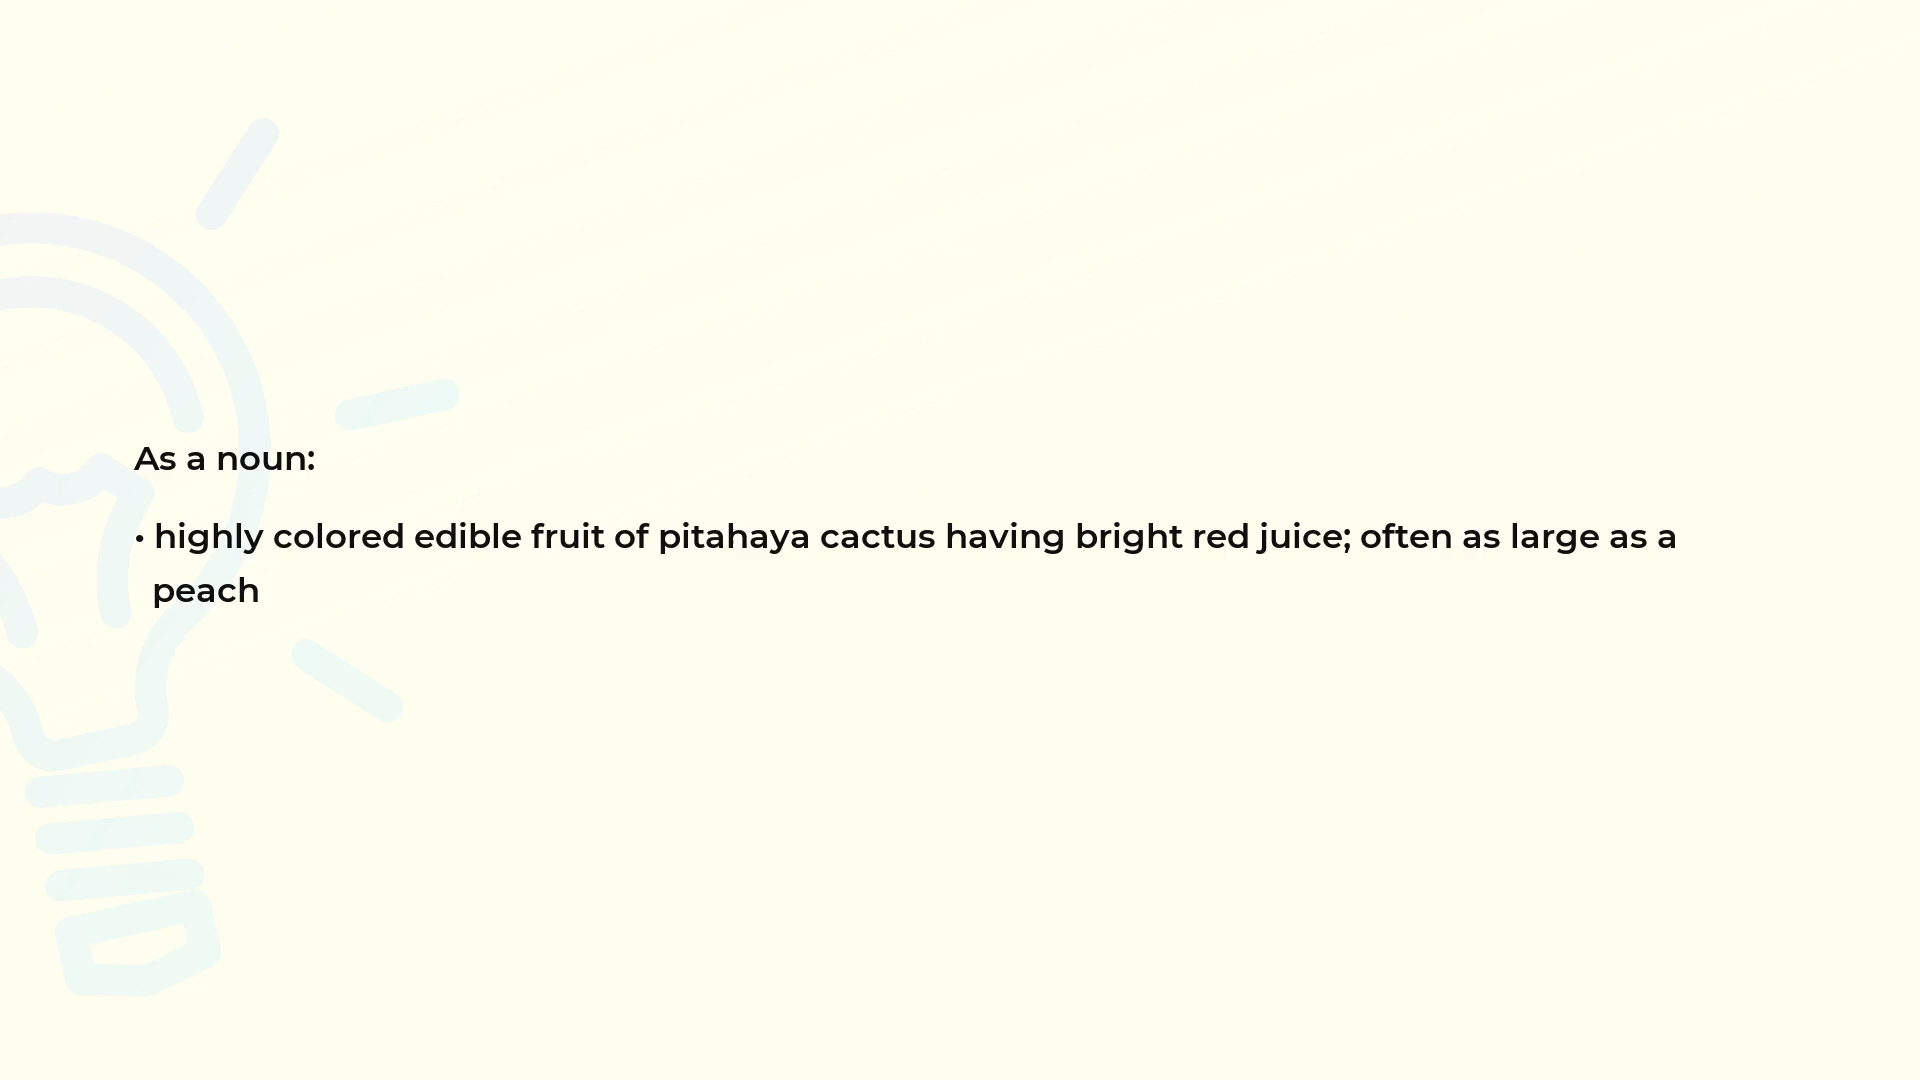 As a noun:
• highly colored edible fruit of pitahaya cactus having bright red juice; often as large as a
peach